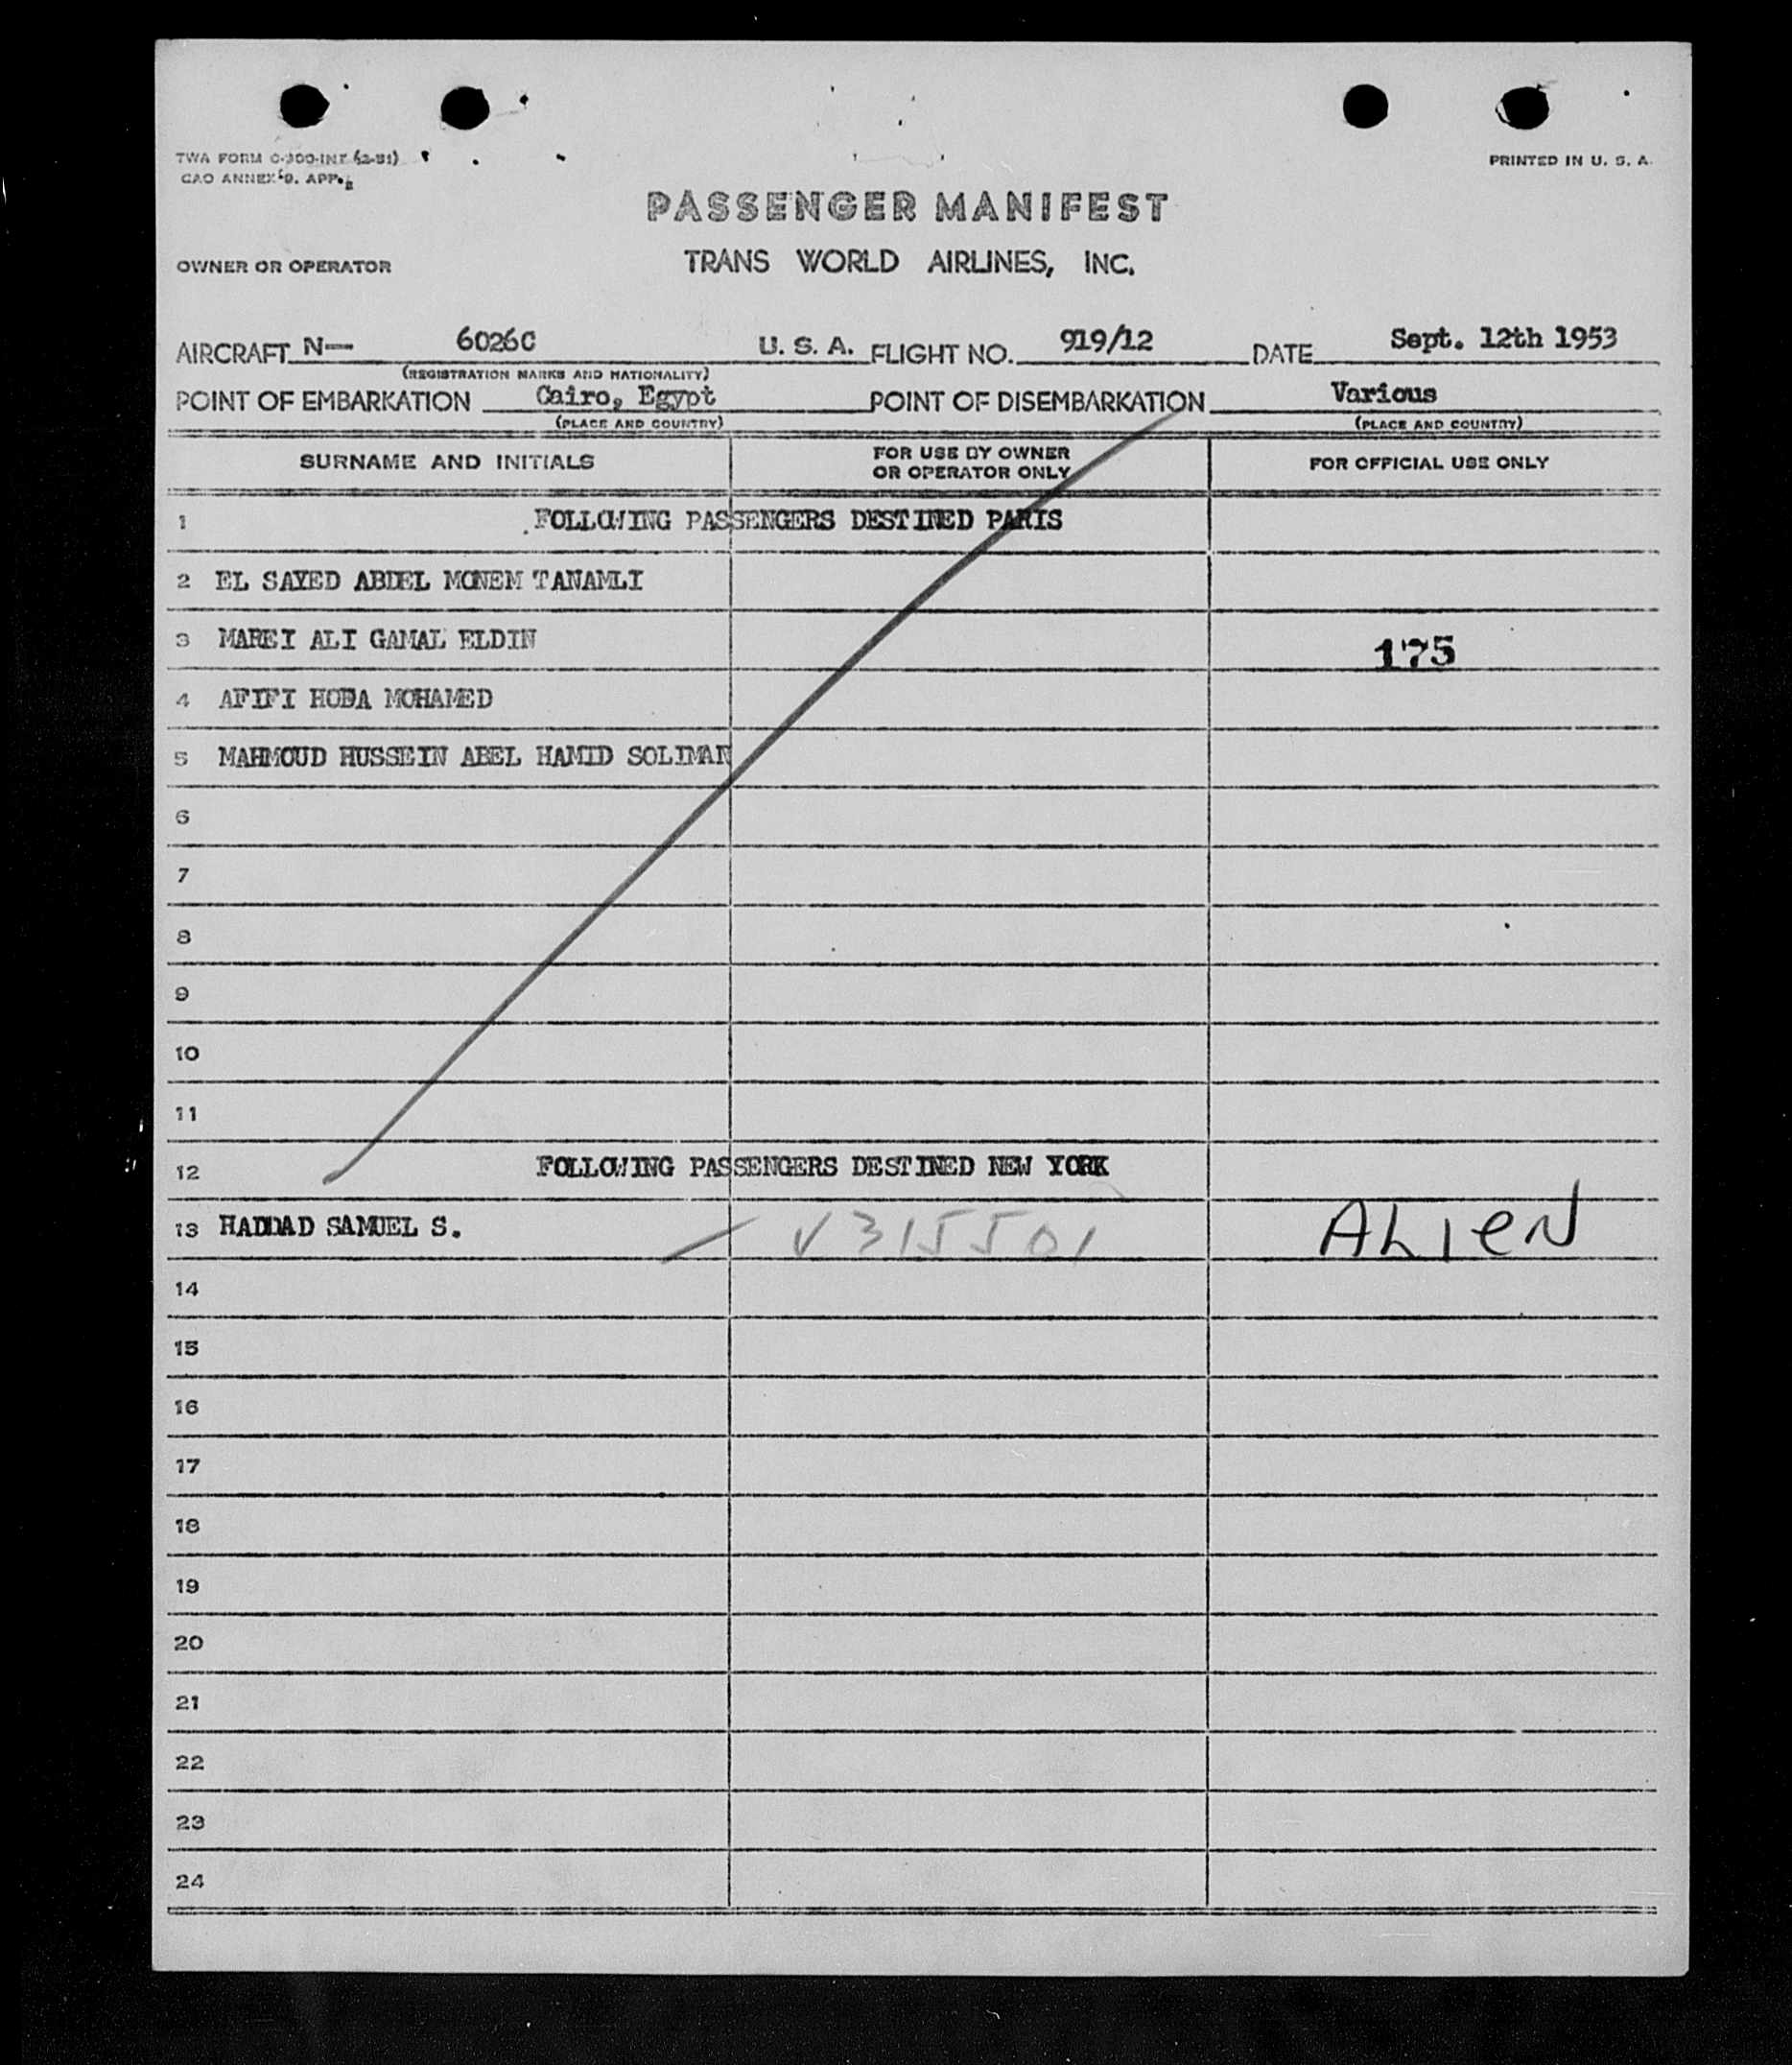 TWA FORM C-300-INT (2-51)
CAO ANNEX 9. APP.
PRINTED IN U. S. A.
PASSENGER MANIFEST
OWNER OR OPERATOR TRANS WORLD AIRLINES, INC.
AIRCRAFT N— 6026C U. S. A. FLIGHT NO. 919/12 DATE Sept. 12th 1953
(REGISTRATION MARKS AND NATIONALITY)
POINT OF EMBARKATION Cairo, Egypt POINT OF DISEMBARKATION Various
(PLACE AND COUNTRY) (PLACE AND COUNTRY)
SURNAME AND INITIALS FOR USE BY OWNER OR OPERATOR ONLY FOR OFFICIAL USE ONLY
1 FOLLOWING PASSENGERS DESTINED PARIS
2 EL SAYED ABDEL MONEM TANAMLI
3 MAREI ALI GAMAL ELDIN 175
4 AFIFI HODA MOHAMED
5 MAHMOUD HUSSEIN ABEL HAMID SOLIMAN
6
7
8
9
10
11
12 FOLLOWING PASSENGERS DESTINED NEW YORK
13 HADDAD SAMUEL S. V315501 ALIEN
14
15
16
17
18
19
20
21
22
23
24